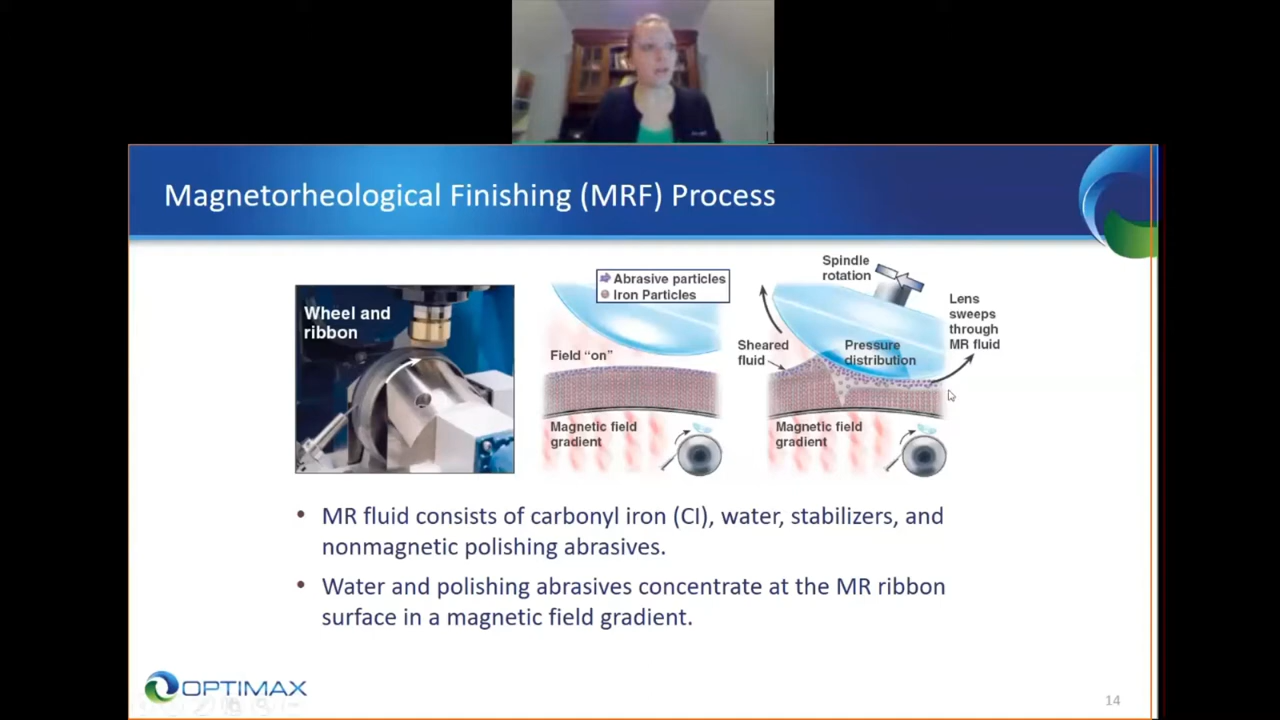 Magnetorheological Finishing (MRF) Process
Wheel and
ribbon
Abrasive particles
Iron Particles
Field “on”
Magnetic field
gradient
Spindle
rotation
Lens
sweeps
through
MR fluid
Sheared
fluid
Pressure
distribution
Magnetic field
gradient
• MR fluid consists of carbonyl iron (CI), water, stabilizers, and
nonmagnetic polishing abrasives.
• Water and polishing abrasives concentrate at the MR ribbon
surface in a magnetic field gradient.
OPTIMAX
14